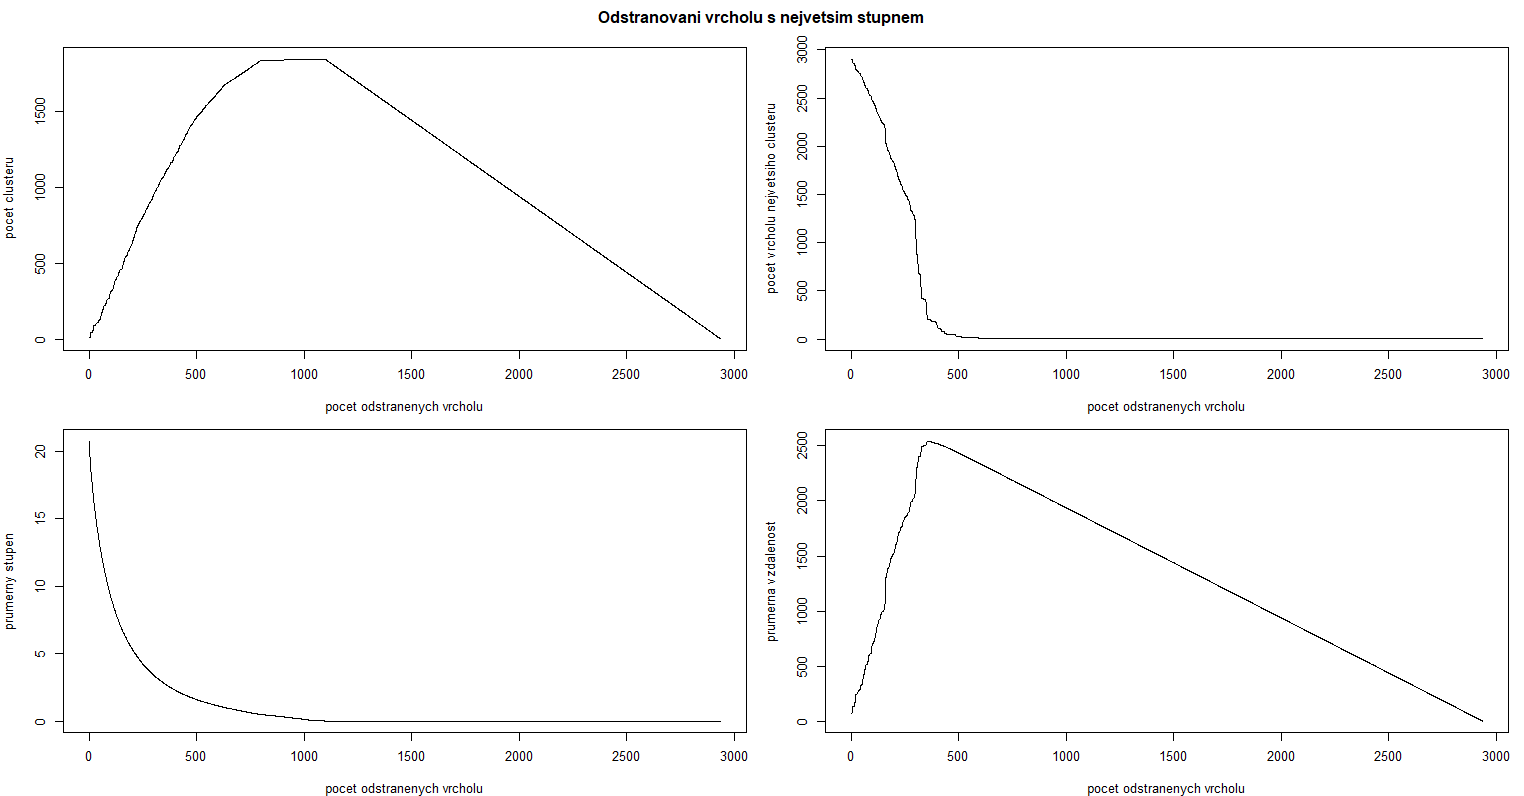 Odstranovani vrcholu s nejvetsim stupnem
pocet clusteru
0 500 1000 1500
0 500 1000 1500 2000 2500 3000
pocet odstranenych vrcholu
pocet vrcholu nejvetsiho clusteru
0 500 1000 1500 2000 2500 3000
0 500 1000 1500 2000 2500 3000
pocet odstranenych vrcholu
prumerny stupen
0 5 10 15 20
0 500 1000 1500 2000 2500 3000
pocet odstranenych vrcholu
prumerna vzdalenost
0 500 1000 1500 2000 2500
0 500 1000 1500 2000 2500 3000
pocet odstranenych vrcholu